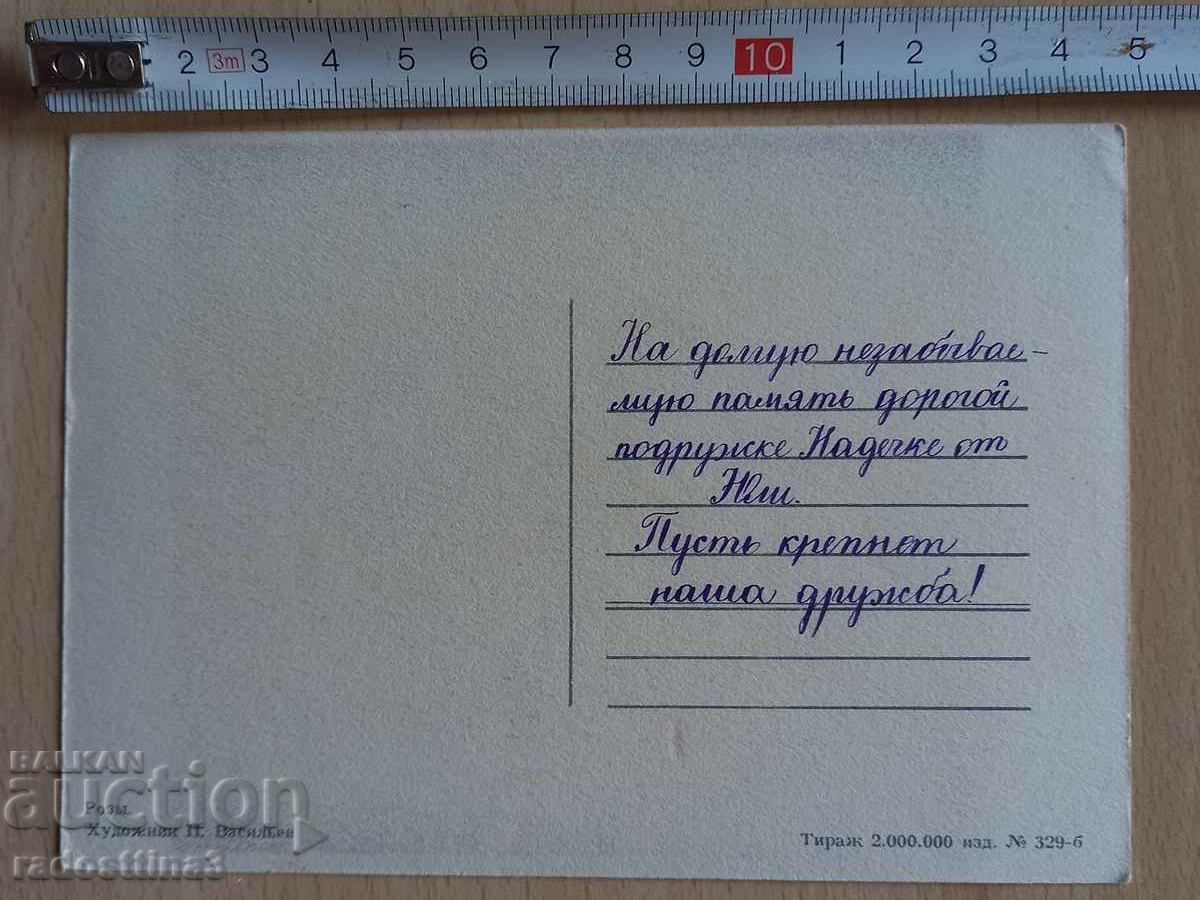 2 3m 3 4 5 6 7 8 9 10 1 2 3 4 5
На долгую незабывае-
мую память дорогой
подружке Надечке от
Юли.
Пусть крепнет
наша дружба!
BALKAN
auction
Розы.
Художник П. Васильев
radosttina3
Тираж 2.000.000 изд. № 329-б